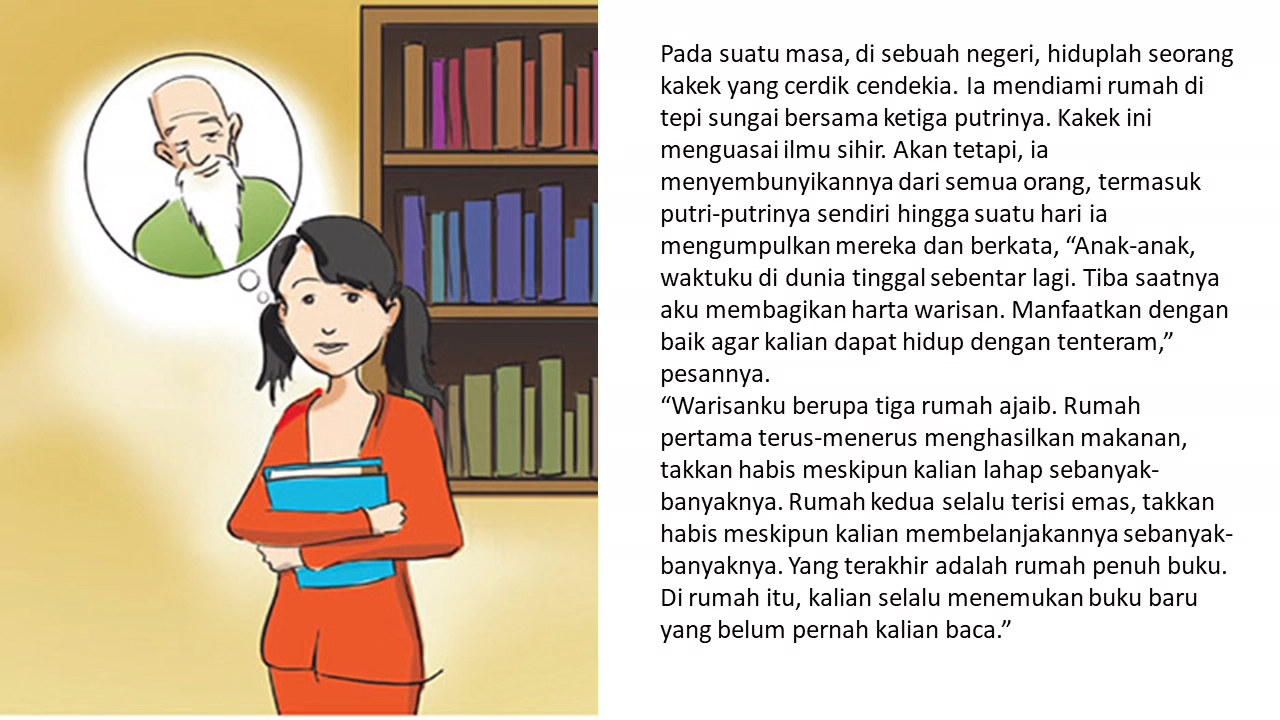 Pada suatu masa, di sebuah negeri, hiduplah seorang
kakek yang cerdik cendekia. Ia mendiami rumah di
tepi sungai bersama ketiga putrinya. Kakek ini
menguasai ilmu sihir. Akan tetapi, ia
menyembunyikannya dari semua orang, termasuk
putri-putrinya sendiri hingga suatu hari ia
mengumpulkan mereka dan berkata, “Anak-anak,
waktuku di dunia tinggal sebentar lagi. Tiba saatnya
aku membagikan harta warisan. Manfaatkan dengan
baik agar kalian dapat hidup dengan tenteram,”
pesannya.
“Warisanku berupa tiga rumah ajaib. Rumah
pertama terus-menerus menghasilkan makanan,
takkan habis meskipun kalian lahap sebanyak-
banyaknya. Rumah kedua selalu terisi emas, takkan
habis meskipun kalian membelanjakannya sebanyak-
banyaknya. Yang terakhir adalah rumah penuh buku.
Di rumah itu, kalian selalu menemukan buku baru
yang belum pernah kalian baca.”